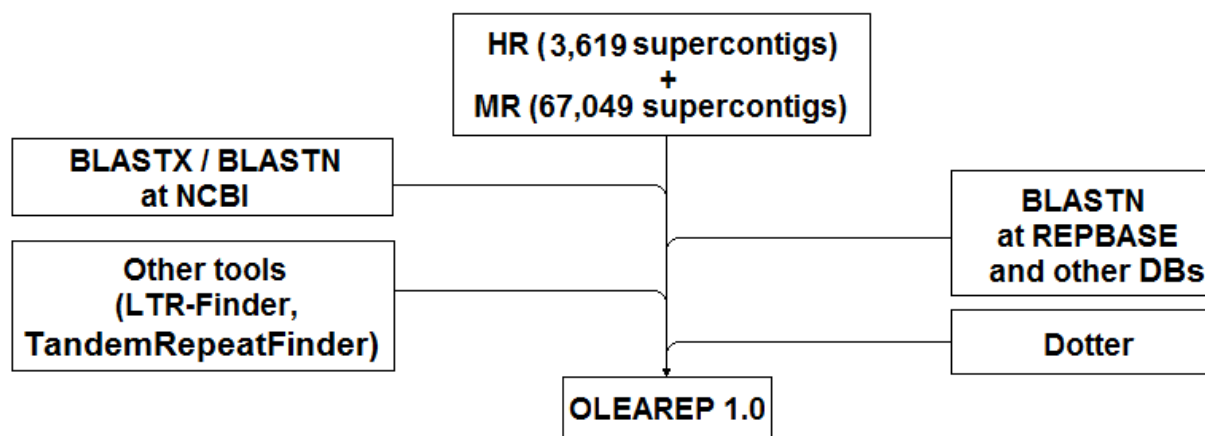 HR (3,619 supercontigs)
+
MR (67,049 supercontigs)
BLASTX / BLASTN
at NCBI
BLASTN
at REPBASE
and other DBs
Other tools
(LTR-Finder,
TandemRepeatFinder)
Dotter
OLEAREP 1.0